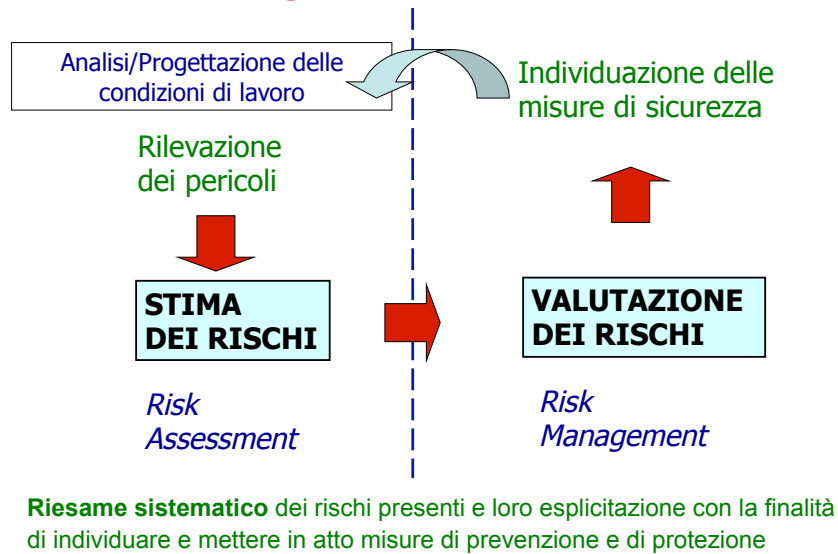 Analisi/Progettazione delle
condizioni di lavoro
Rilevazione
dei pericoli
STIMA
DEI RISCHI
Risk
Assessment
Individuazione delle
misure di sicurezza
VALUTAZIONE
DEI RISCHI
Risk
Management
Riesame sistematico dei rischi presenti e loro esplicitazione con la finalità
di individuare e mettere in atto misure di prevenzione e di protezione